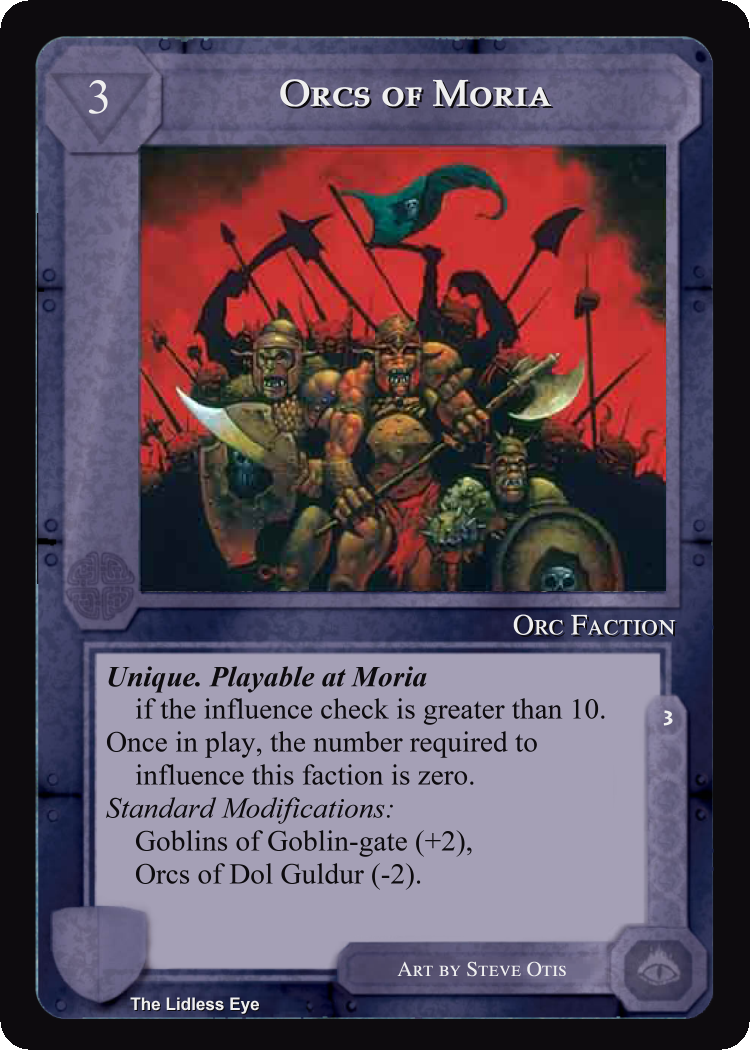 3
Orcs of Moria
Orc Faction
Unique. Playable at Moria
if the influence check is greater than 10.
3
Once in play, the number required to
influence this faction is zero.
Standard Modifications:
Goblins of Goblin-gate (+2),
Orcs of Dol Guldur (-2).
Art by Steve Otis
The Lidless Eye